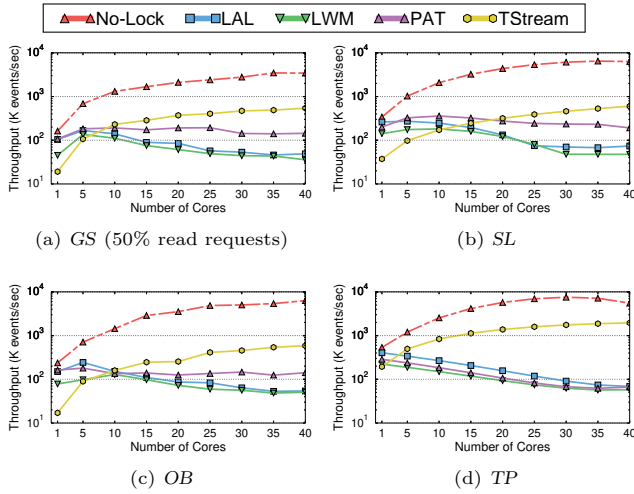 No-Lock LAL LWM PAT TStream
Throughput (K events/sec)
10^4
10^3
10^2
10^1
1 5 10 15 20 25 30 35 40
Number of Cores
(a) GS (50% read requests)
Throughput (K events/sec)
10^4
10^3
10^2
10^1
1 5 10 15 20 25 30 35 40
Number of Cores
(b) SL
Throughput (K events/sec)
10^4
10^3
10^2
10^1
1 5 10 15 20 25 30 35 40
Number of Cores
(c) OB
Throughput (K events/sec)
10^4
10^3
10^2
10^1
1 5 10 15 20 25 30 35 40
Number of Cores
(d) TP